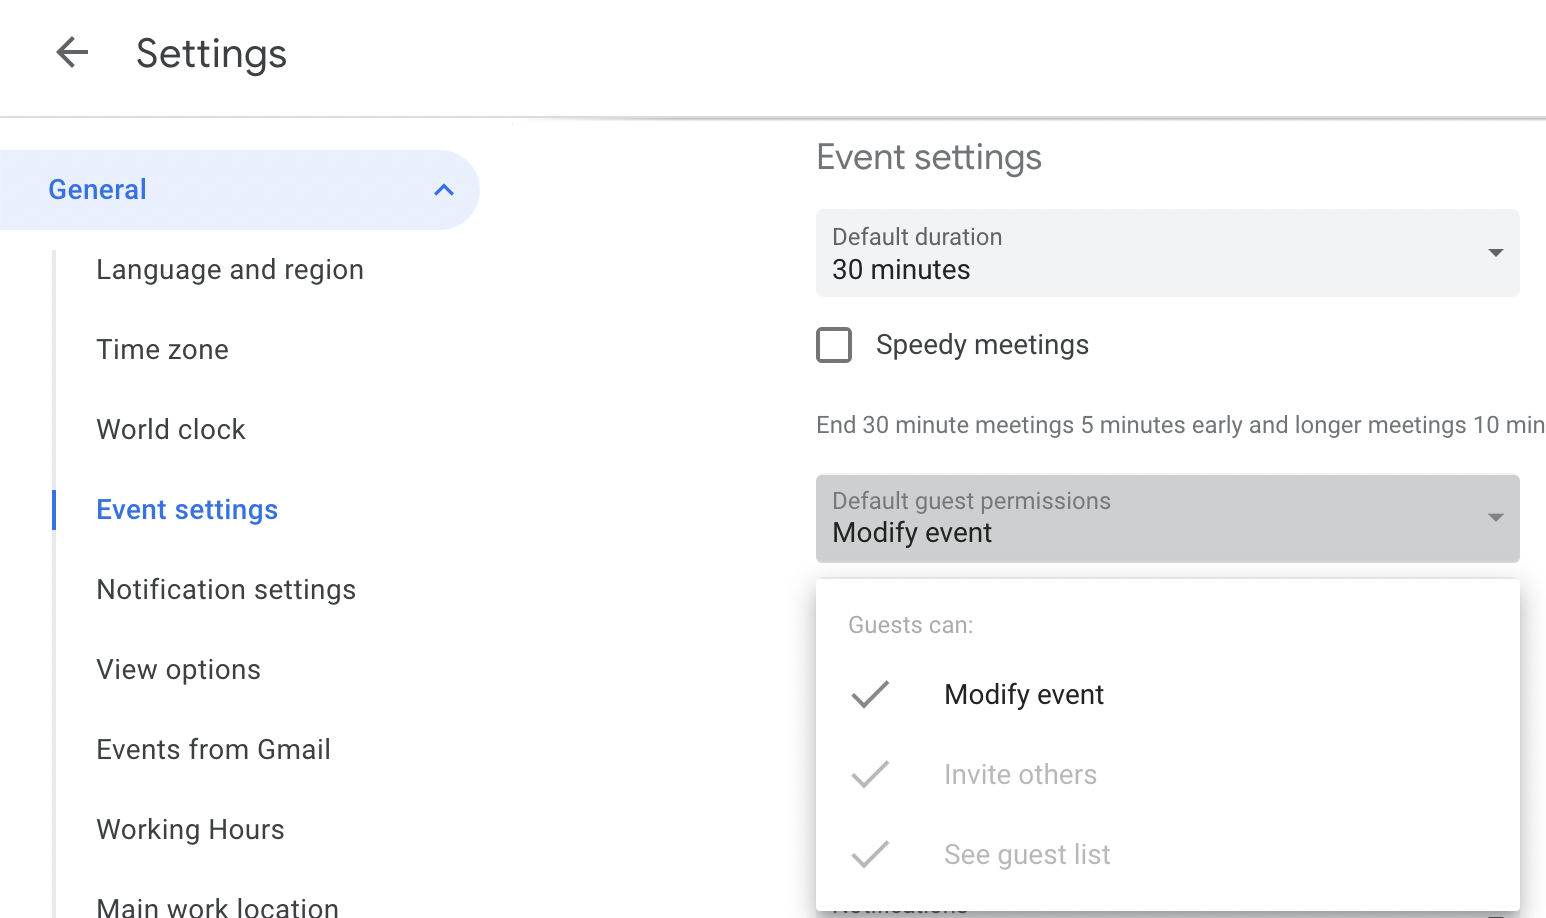 Settings
General
Language and region
Time zone
World clock
Event settings
Notification settings
View options
Events from Gmail
Working Hours
Main work location
Event settings
Default duration
30 minutes
Speedy meetings
End 30 minute meetings 5 minutes early and longer meetings 10 min
Default guest permissions
Modify event
Guests can:
Modify event
Invite others
See guest list
Notifications